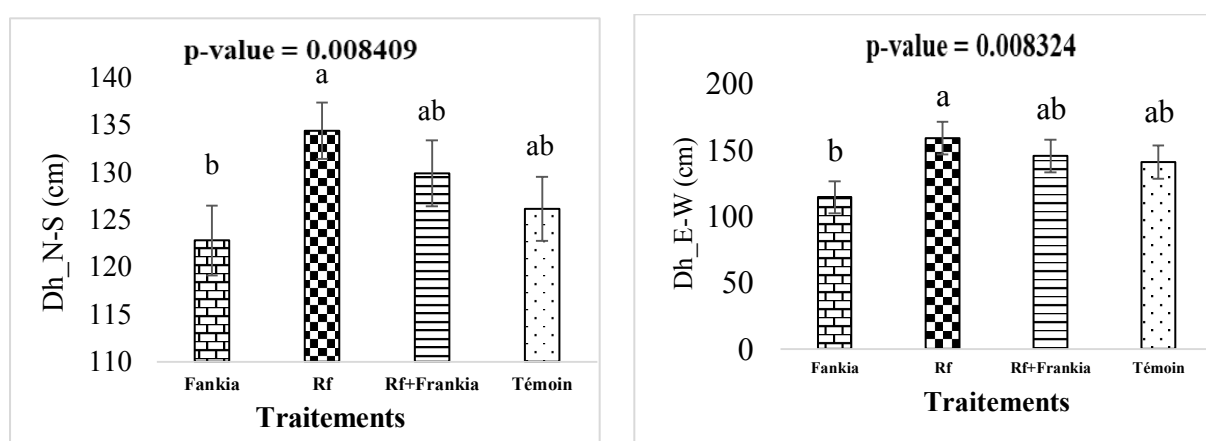 p-value = 0.008409
Dh_N-S (cm)
140
135
130
125
120
115
110
b
a
ab
ab
Fankia Rf Rf+Frankia Témoin
Traitements
p-value = 0.008324
Dh_E-W (cm)
200
150
100
50
0
b
a
ab
ab
Fankia Rf Rf+Frankia Témoin
Traitements